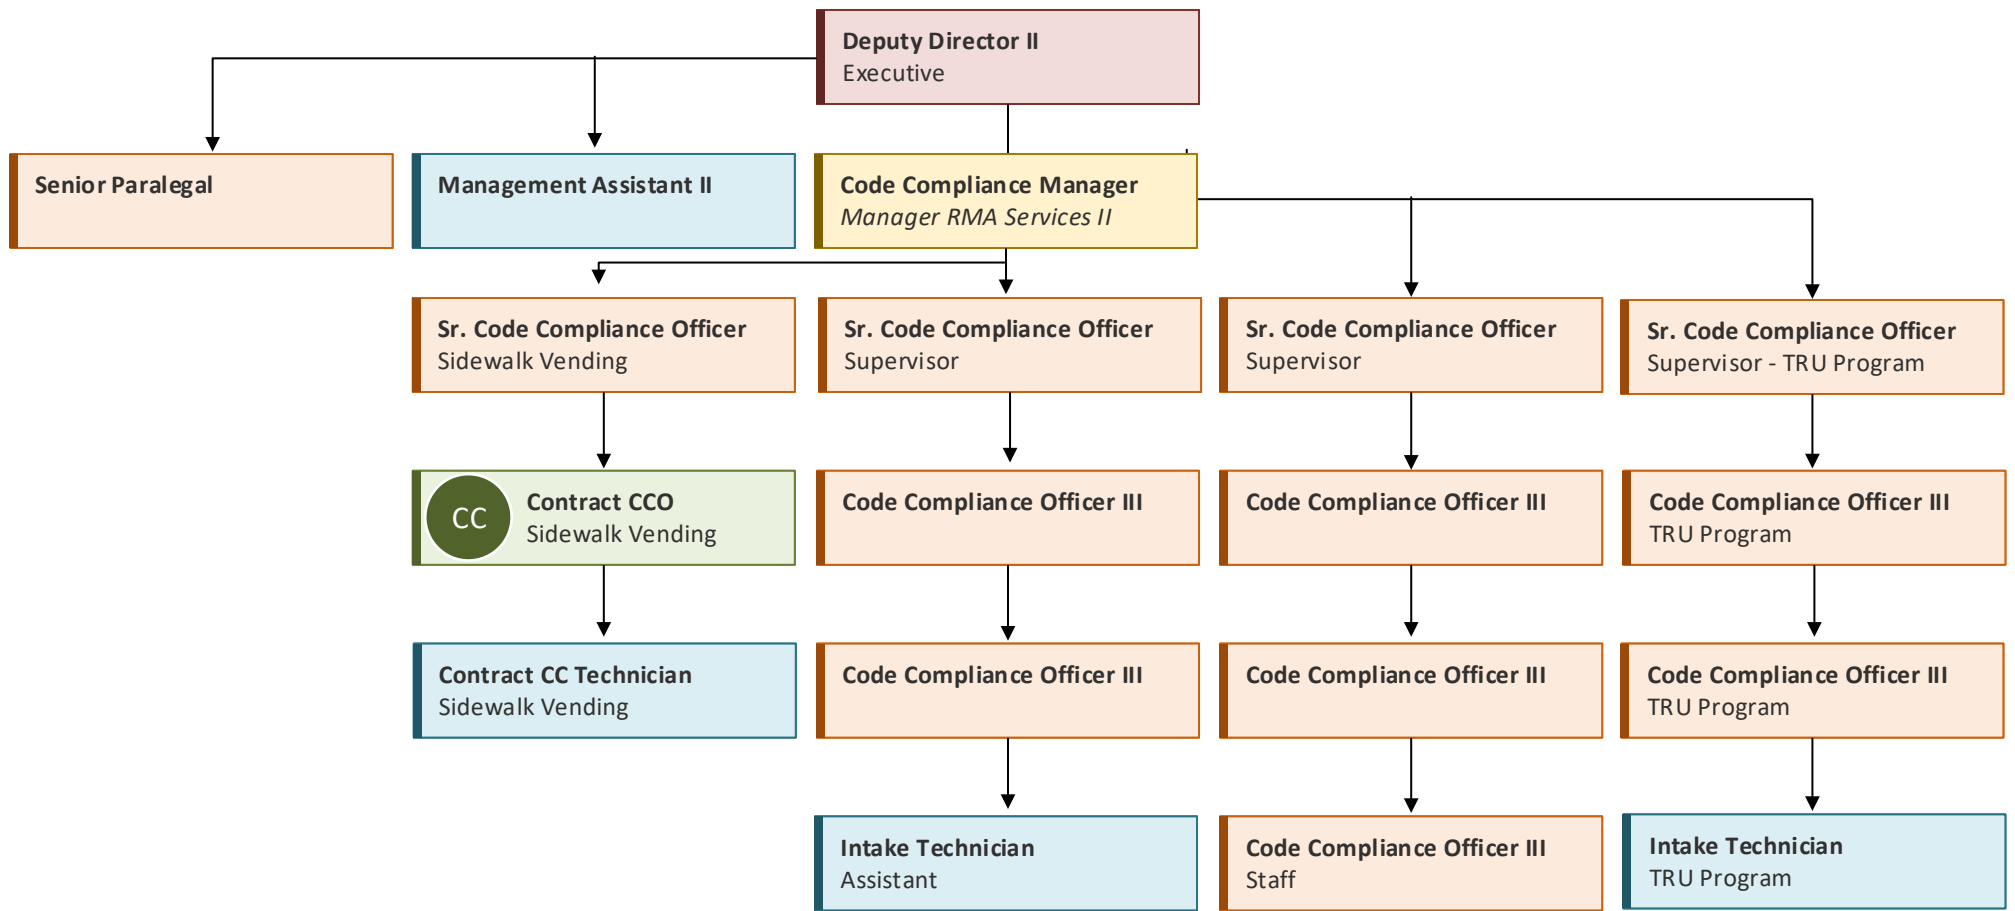 Deputy Director II
Executive
Senior Paralegal
Management Assistant II
Code Compliance Manager
Manager RMA Services II
Sr. Code Compliance Officer
Sidewalk Vending
Sr. Code Compliance Officer
Supervisor
Sr. Code Compliance Officer
Supervisor
Sr. Code Compliance Officer
Supervisor - TRU Program
CC
Contract CCO
Sidewalk Vending
Code Compliance Officer III
Code Compliance Officer III
Code Compliance Officer III
TRU Program
Contract CC Technician
Sidewalk Vending
Code Compliance Officer III
Code Compliance Officer III
Code Compliance Officer III
TRU Program
Intake Technician
Assistant
Code Compliance Officer III
Staff
Intake Technician
TRU Program